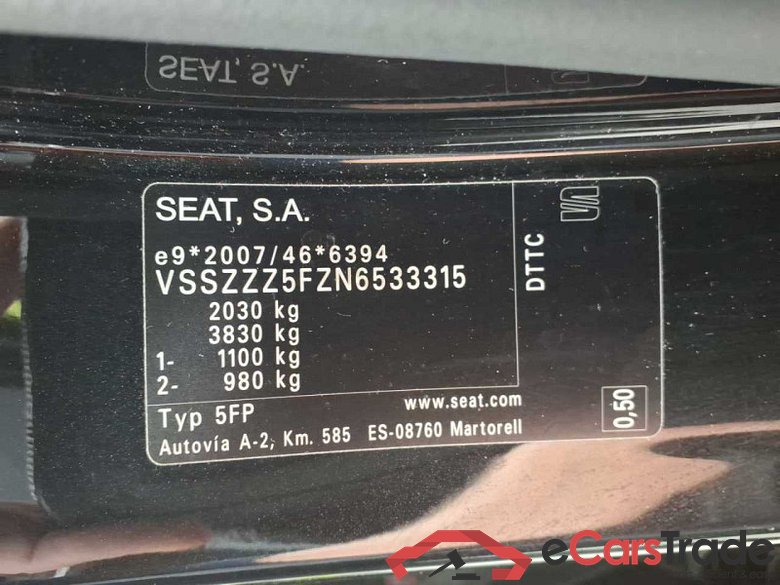 SEAT, S.A.
SEAT, S.A.
e9*2007/46*6394
VSSZZZ5FZN6533315
2030 kg
3830 kg
1- 1100 kg
2- 980 kg
DTTC
Typ 5FP www.seat.com
Autovía A-2, Km. 585 ES-08760 Martorell
0,50
eCarsTrade